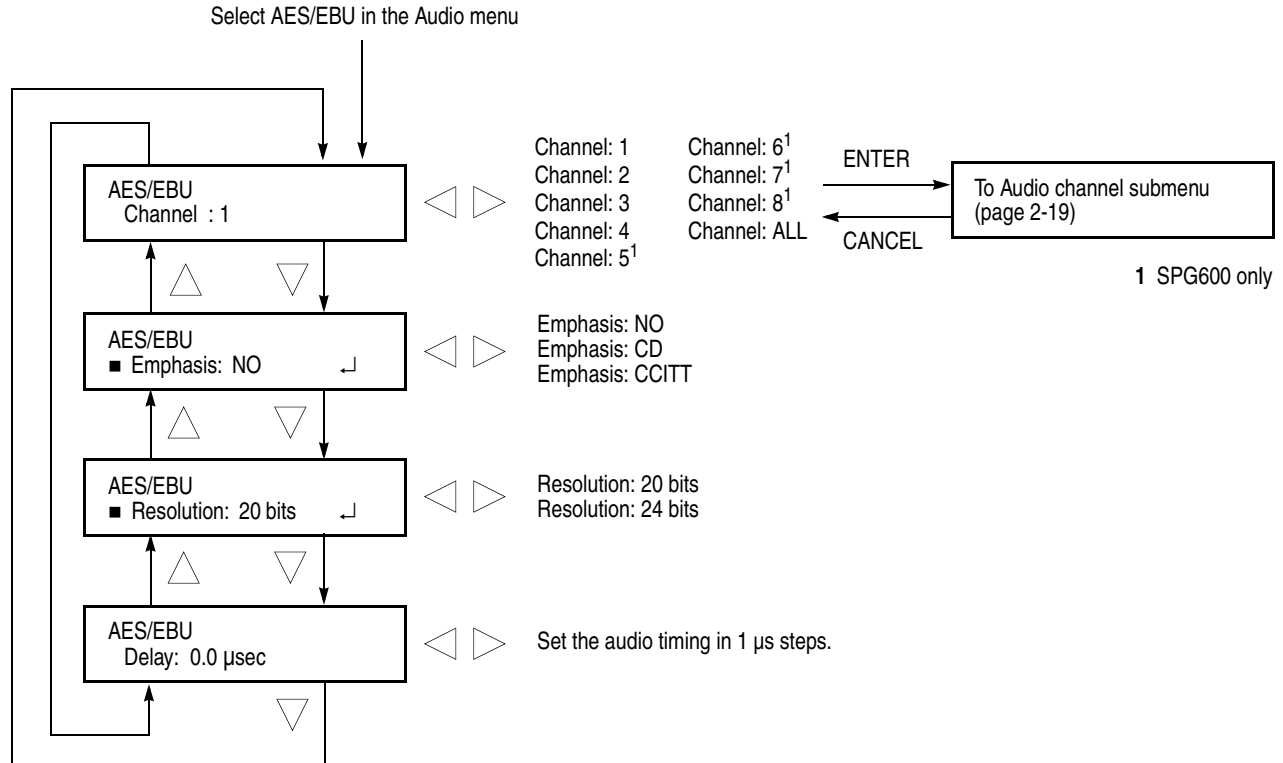 Select AES/EBU in the Audio menu
AES/EBU
Channel : 1
Channel: 1
Channel: 2
Channel: 3
Channel: 4
Channel: 5¹
Channel: 6¹
Channel: 7¹
Channel: 8¹
Channel: ALL
ENTER
CANCEL
To Audio channel submenu
(page 2-19)
1 SPG600 only
AES/EBU
■ Emphasis: NO ↵
Emphasis: NO
Emphasis: CD
Emphasis: CCITT
AES/EBU
■ Resolution: 20 bits ↵
Resolution: 20 bits
Resolution: 24 bits
AES/EBU
Delay: 0.0 µsec
Set the audio timing in 1 µs steps.